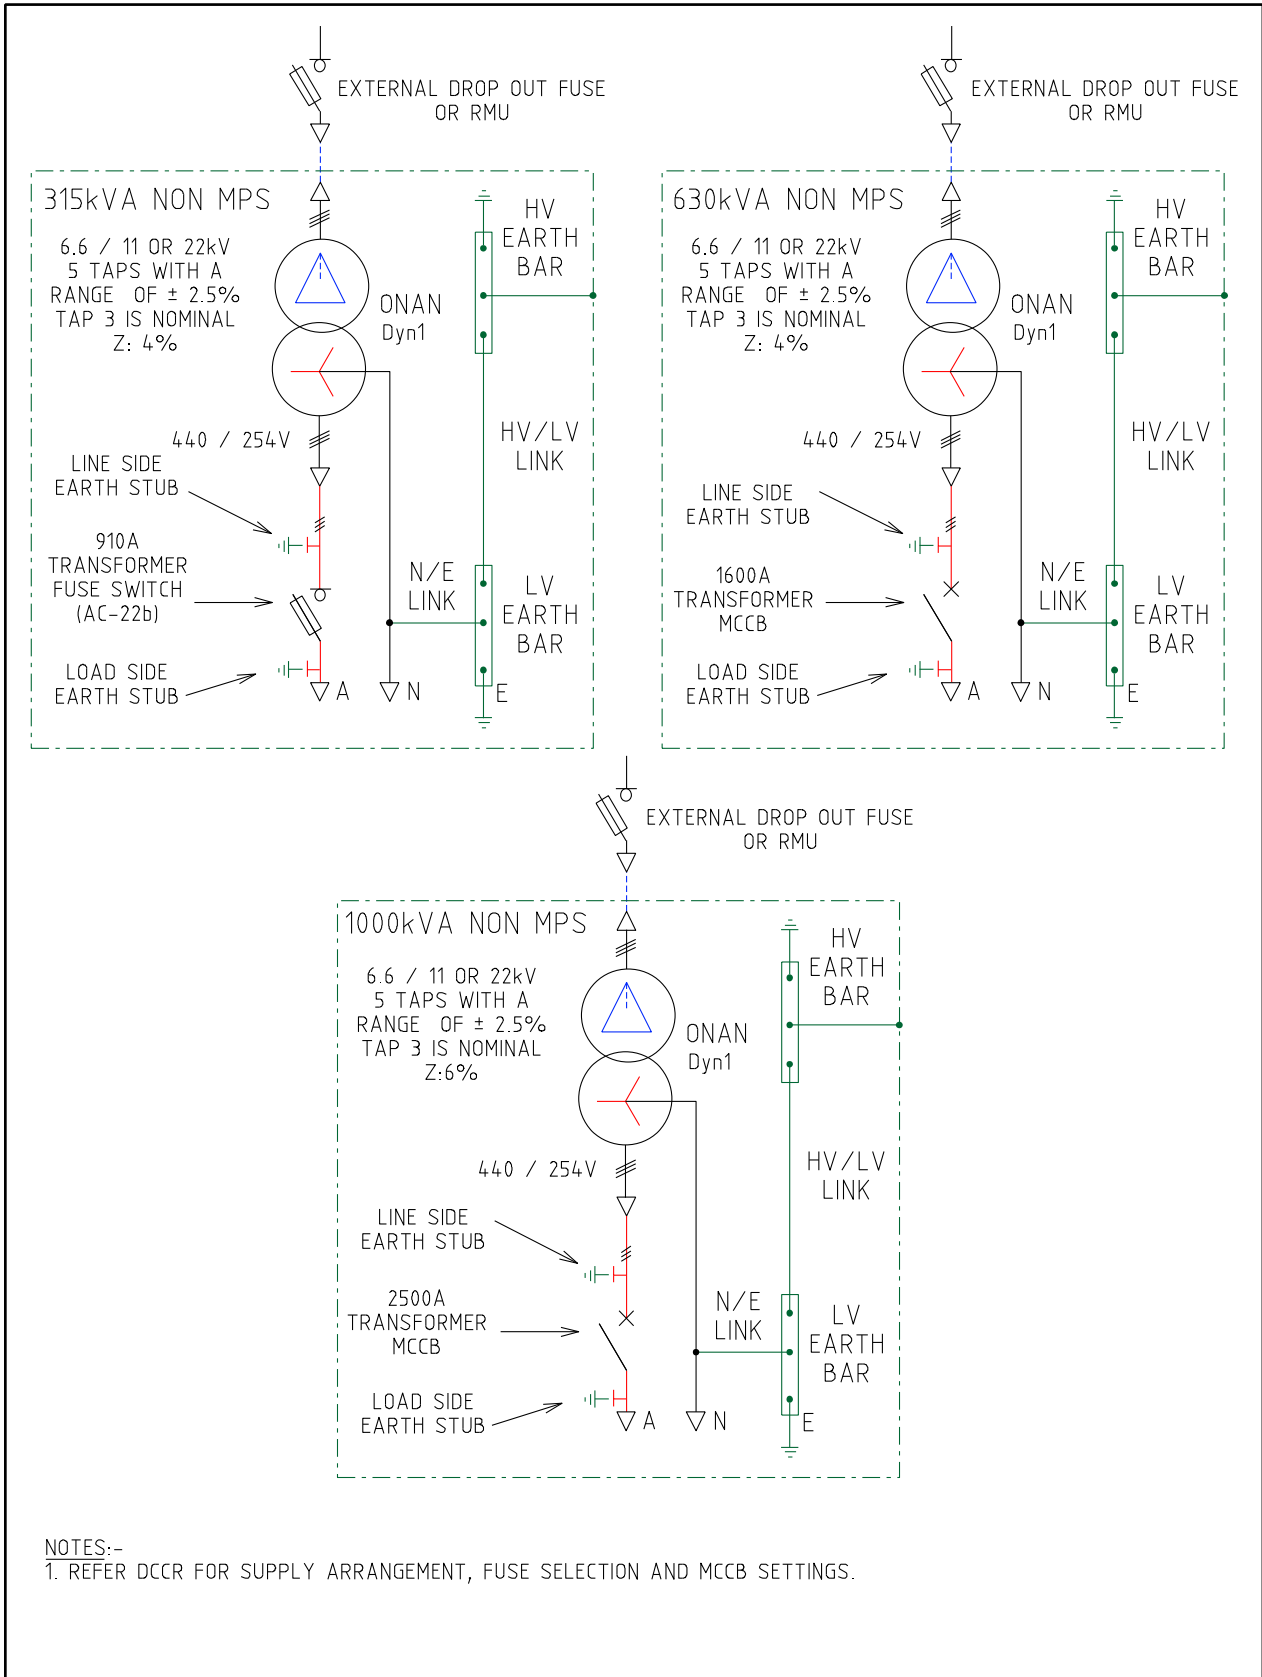 EXTERNAL DROP OUT FUSE
OR RMU
315kVA NON MPS
6.6 / 11 OR 22kV
5 TAPS WITH A
RANGE OF ± 2.5%
TAP 3 IS NOMINAL
Z: 4%
ONAN
Dyn1
HV
EARTH
BAR
440 / 254V
HV/LV
LINK
LINE SIDE
EARTH STUB
910A
TRANSFORMER
FUSE SWITCH
(AC-22b)
N/E
LINK
LV
EARTH
BAR
LOAD SIDE
EARTH STUB
A
N
E
EXTERNAL DROP OUT FUSE
OR RMU
630kVA NON MPS
6.6 / 11 OR 22kV
5 TAPS WITH A
RANGE OF ± 2.5%
TAP 3 IS NOMINAL
Z: 4%
ONAN
Dyn1
HV
EARTH
BAR
440 / 254V
HV/LV
LINK
LINE SIDE
EARTH STUB
1600A
TRANSFORMER
MCCB
N/E
LINK
LV
EARTH
BAR
LOAD SIDE
EARTH STUB
A
N
E
EXTERNAL DROP OUT FUSE
OR RMU
1000kVA NON MPS
6.6 / 11 OR 22kV
5 TAPS WITH A
RANGE OF ± 2.5%
TAP 3 IS NOMINAL
Z:6%
ONAN
Dyn1
HV
EARTH
BAR
440 / 254V
HV/LV
LINK
LINE SIDE
EARTH STUB
2500A
TRANSFORMER
MCCB
N/E
LINK
LV
EARTH
BAR
LOAD SIDE
EARTH STUB
A
N
E
NOTES:-
1. REFER DCCR FOR SUPPLY ARRANGEMENT, FUSE SELECTION AND MCCB SETTINGS.